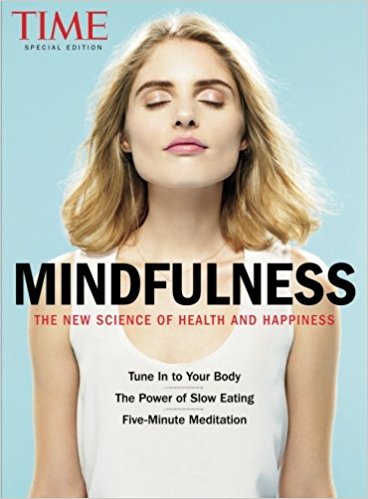 TIME
SPECIAL EDITION
MINDFULNESS
THE NEW SCIENCE OF HEALTH AND HAPPINESS
Tune In to Your Body
The Power of Slow Eating
Five-Minute Meditation